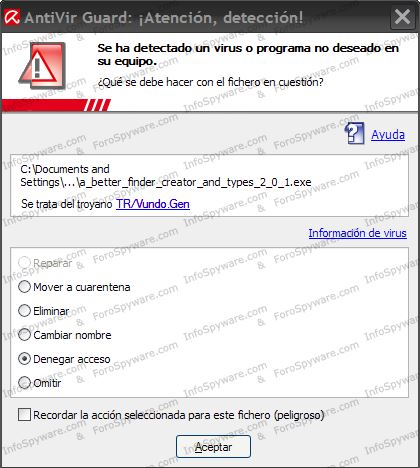 AntiVir Guard: ¡Atención, detección!
Se ha detectado un virus o programa no deseado en
su equipo.
¿Qué se debe hacer con el fichero en cuestión?
Ayuda
C:\Documents and
Settings\...\a_better_finder_creator_and_types_2_0_1.exe
Se trata del troyano TR/Vundo.Gen
Información de virus
Reparar
Mover a cuarentena
Eliminar
Cambiar nombre
Denegar acceso
Omitir
Recordar la acción seleccionada para este fichero (peligroso)
Aceptar
InfoSpyware.com & ForoSpyware.com